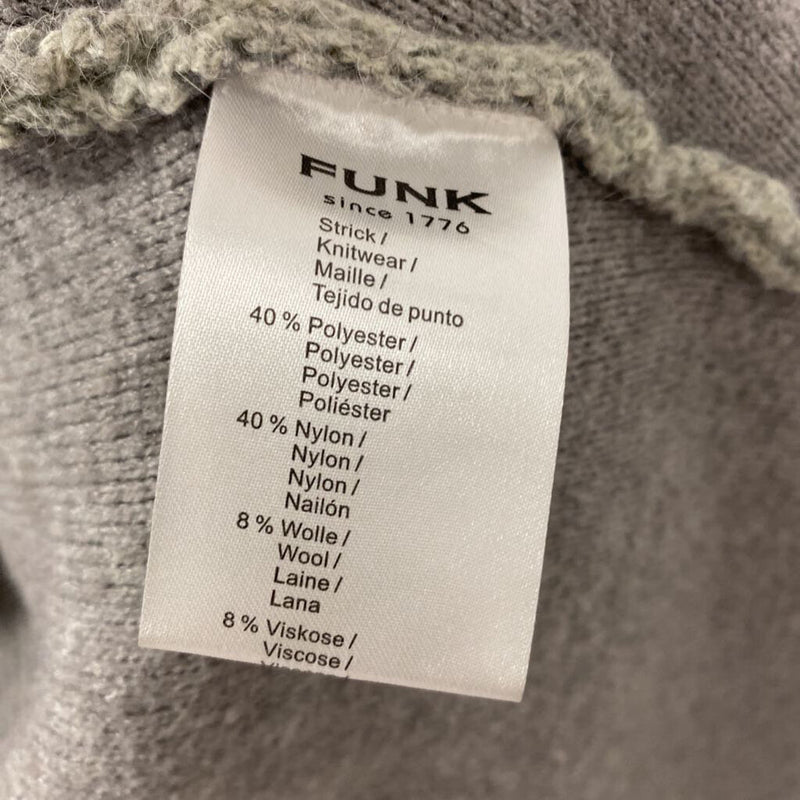 FUNK
since 1776
Strick /
Knitwear /
Maille /
Tejido de punto
40 % Polyester /
Polyester /
Polyester /
Poliéster
40 % Nylon /
Nylon /
Nylon /
Nailón
8 % Wolle /
Wool /
Laine /
Lana
8 % Viskose /
Viscose /